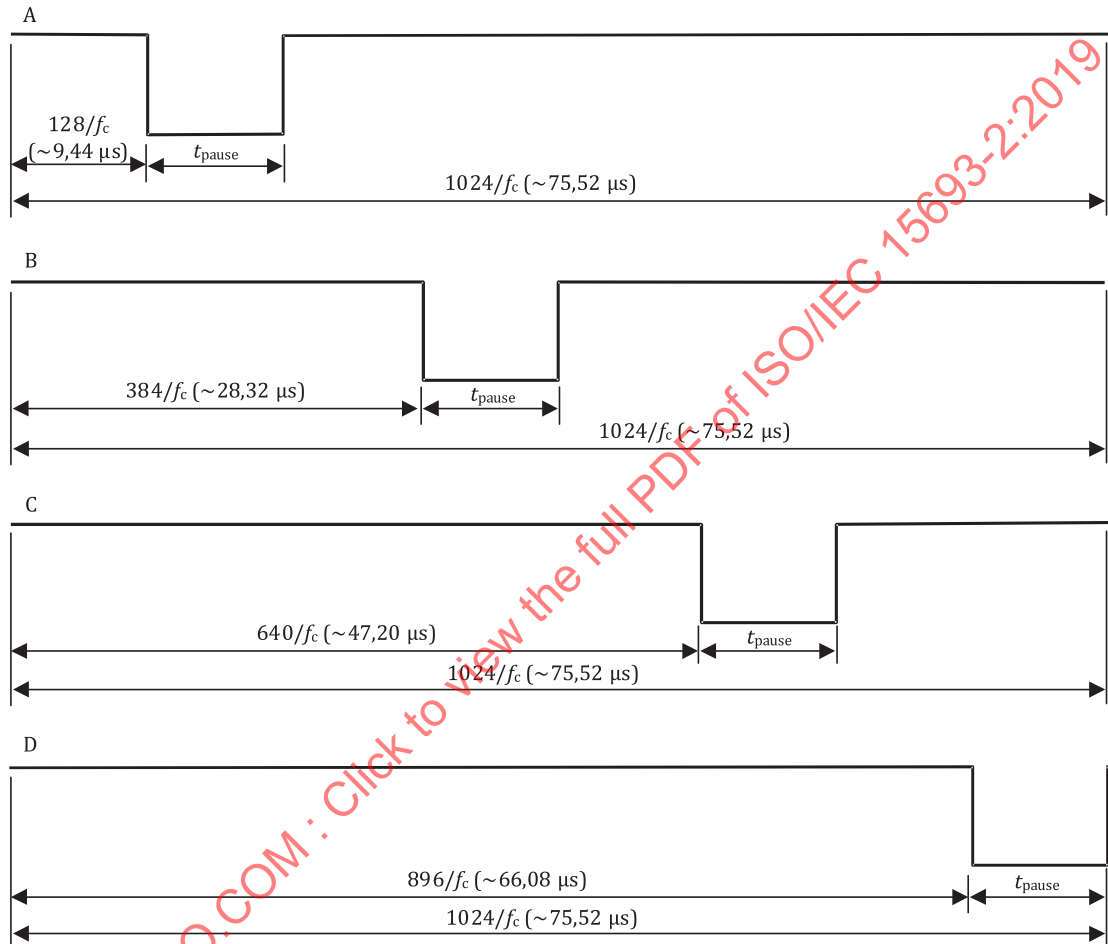 A
128/fc
(~9,44 µs)
tpause
1024/fc (~75,52 µs)
B
384/fc (~28,32 µs)
tpause
1024/fc (~75,52 µs)
C
640/fc (~47,20 µs)
tpause
1024/fc (~75,52 µs)
D
896/fc (~66,08 µs)
tpause
1024/fc (~75,52 µs)
O.COM : Click to view the full PDF of ISO/IEC 15693-2:2019